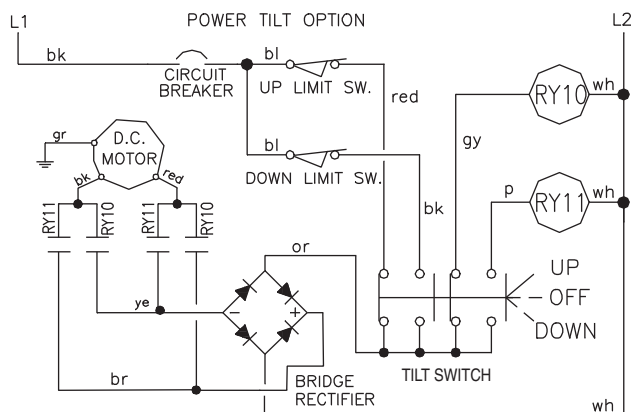 L1
POWER TILT OPTION
L2
bk
bl
CIRCUIT
BREAKER
UP LIMIT SW.
red
RY10
wh
gr
D.C.
MOTOR
bl
gy
bk
red
DOWN LIMIT SW.
bk
p
RY11
wh
RY11
RY10
RY11
RY10
or
UP
OFF
DOWN
ye
-
+
TILT SWITCH
br
BRIDGE
RECTIFIER
wh